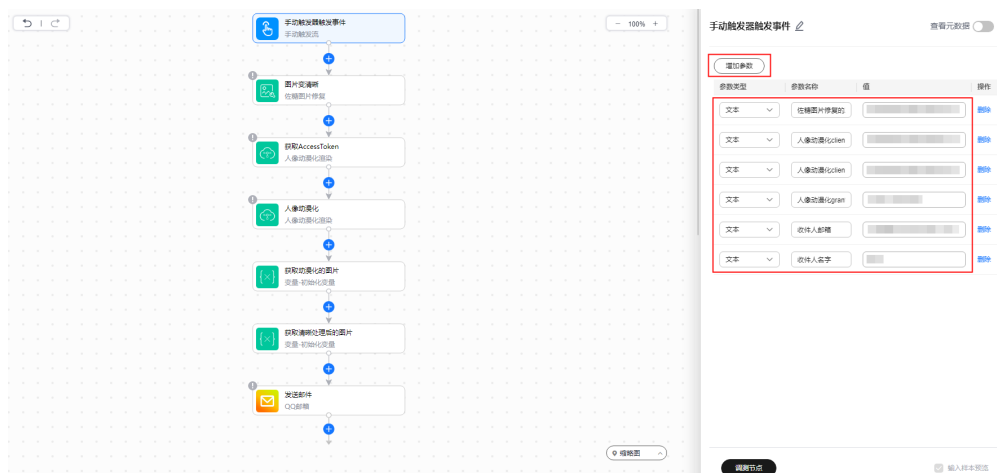 手动触发器触发事件
手动触发流
图片变清晰
佐糖图片修复
获取AccessToken
人像动漫化渲染
人像动漫化
人像动漫化渲染
获取动漫化的图片
变量-初始化变量
获取清晰处理后的图片
变量-初始化变量
发送邮件
QQ邮箱
− 100% +
缩略图
手动触发器触发事件
查看元数据
增加参数
参数类型 参数名称 值 操作
文本 佐糖图片修复的 删除
文本 人像动漫化clien 删除
文本 人像动漫化clien 删除
文本 人像动漫化gran 删除
文本 收件人邮箱 删除
文本 收件人名字 删除
调测节点
输入样本预览